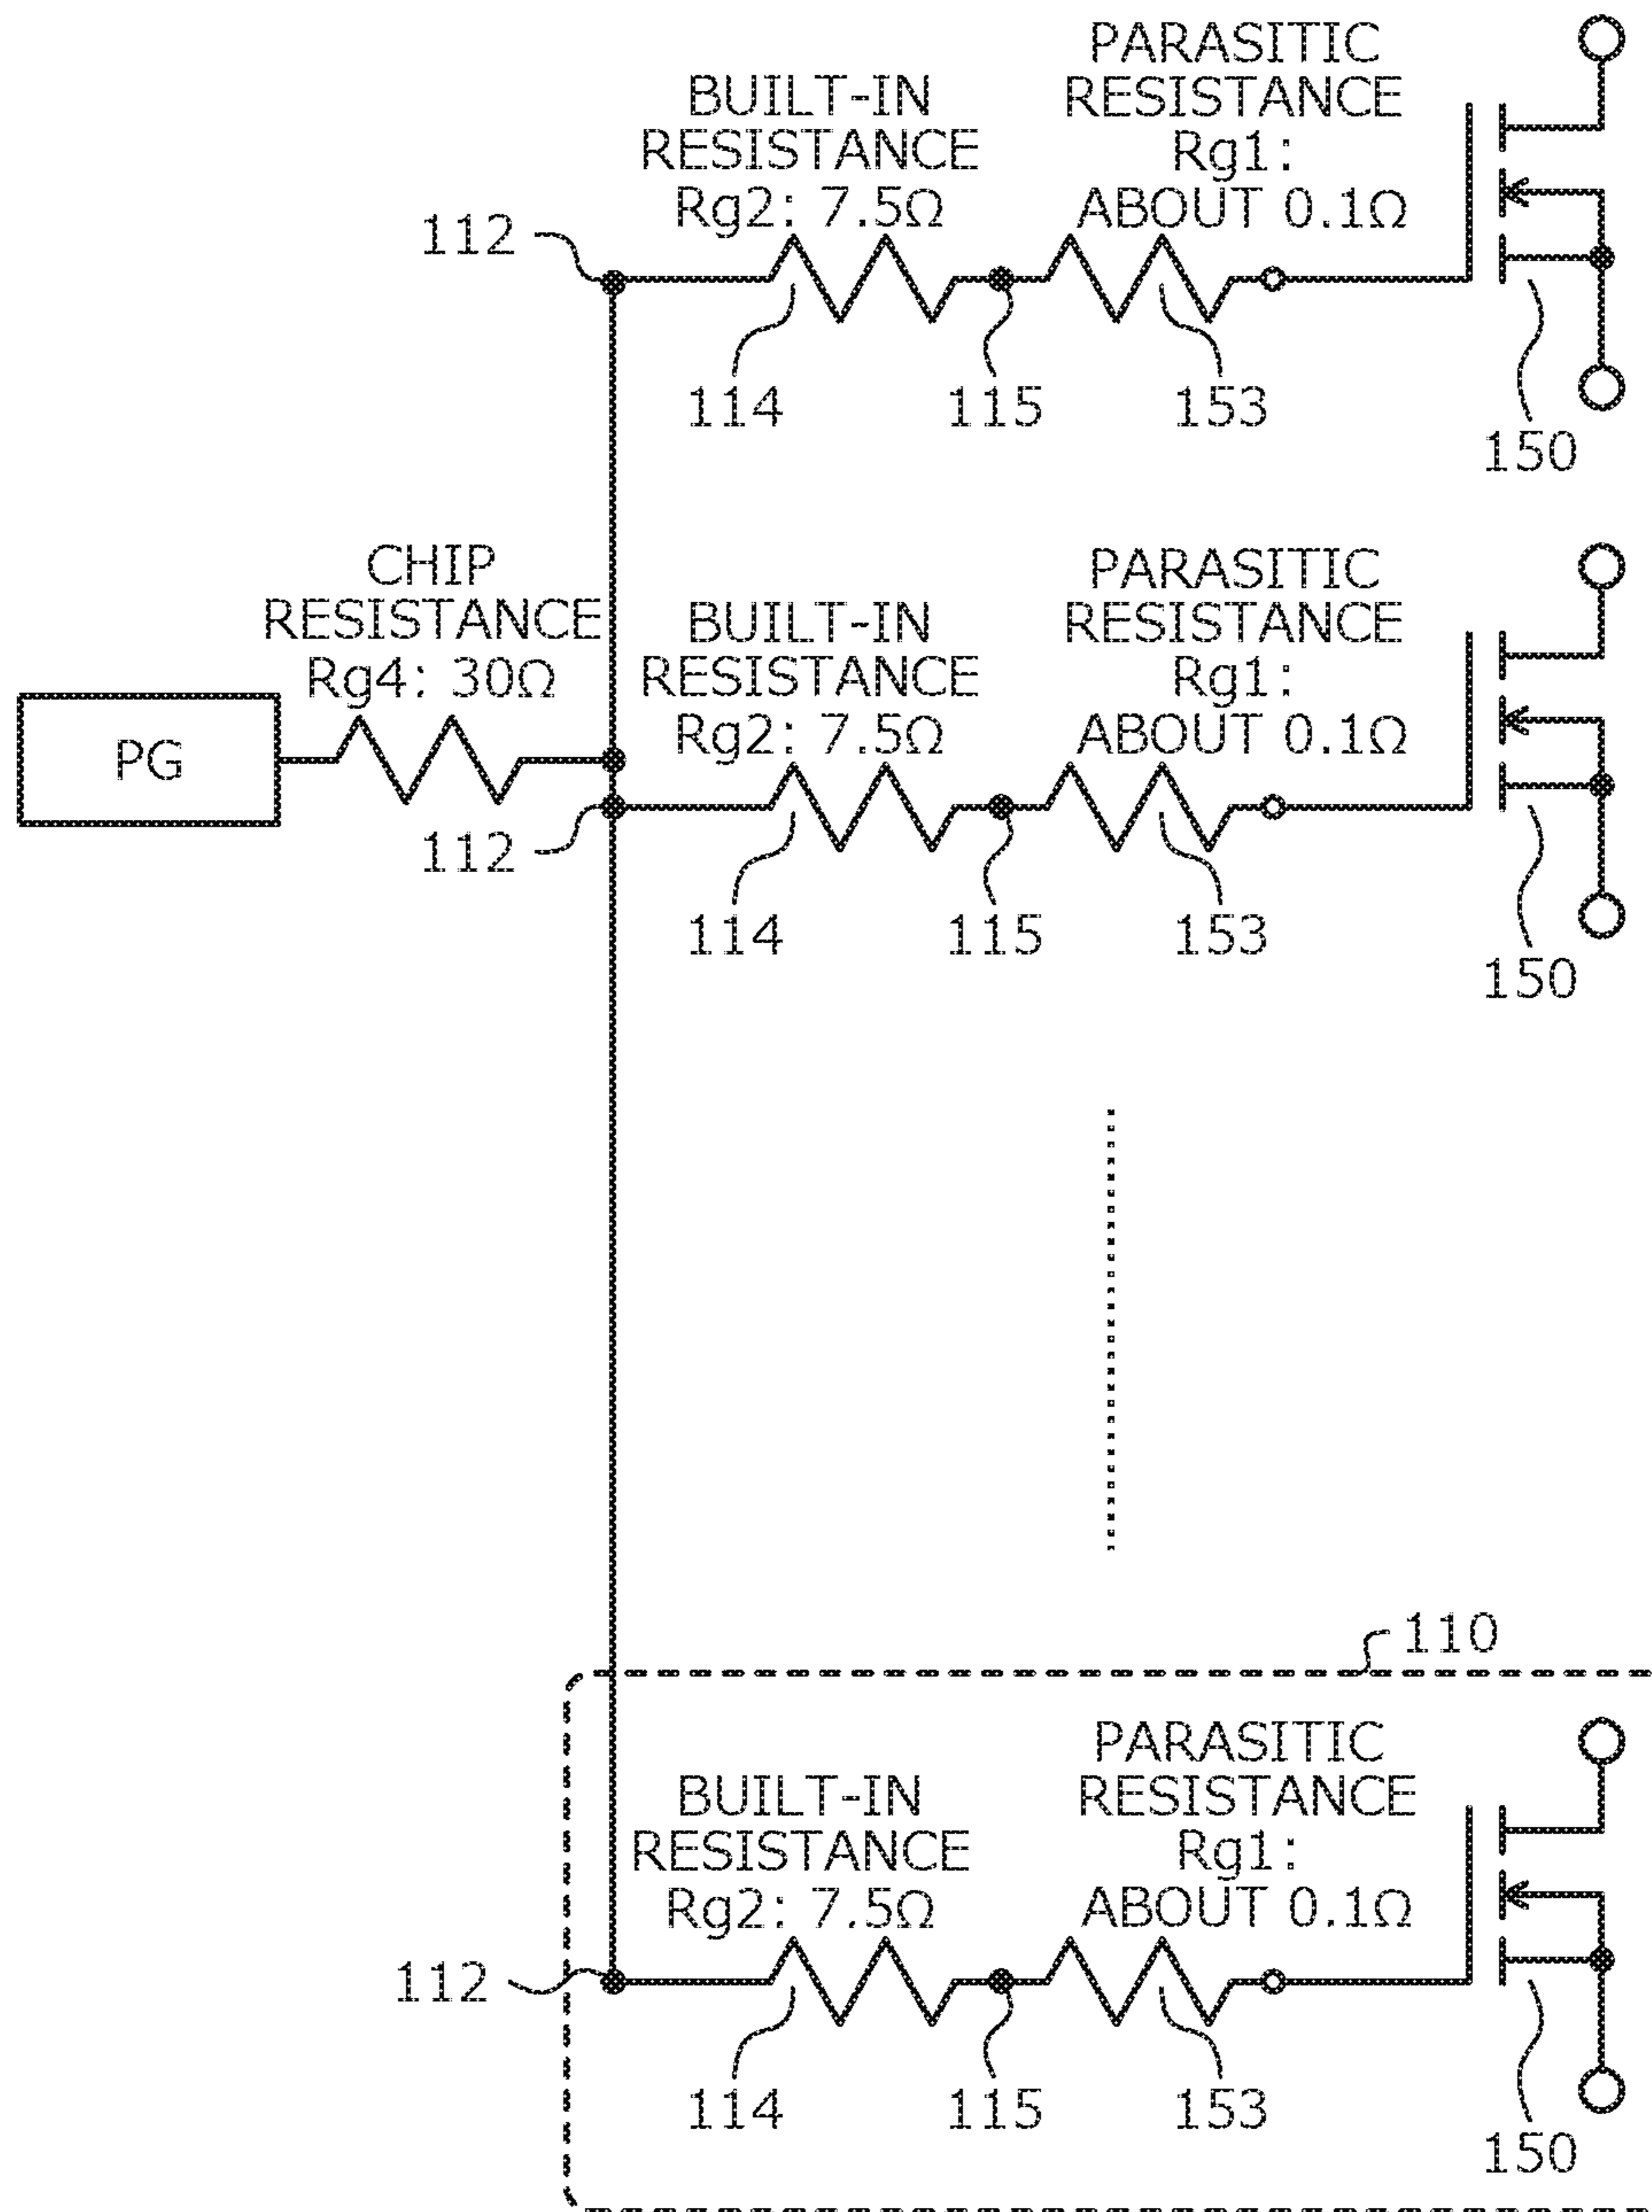 PARASITIC
RESISTANCE
Rg1:
ABOUT 0.1Ω
BUILT-IN
RESISTANCE
Rg2: 7.5Ω
112
114
115
153
150
CHIP
RESISTANCE
Rg4: 30Ω
PG
BUILT-IN
RESISTANCE
Rg2: 7.5Ω
PARASITIC
RESISTANCE
Rg1:
ABOUT 0.1Ω
112
114
115
153
150
110
PARASITIC
RESISTANCE
Rg1:
ABOUT 0.1Ω
BUILT-IN
RESISTANCE
Rg2: 7.5Ω
112
114
115
153
150